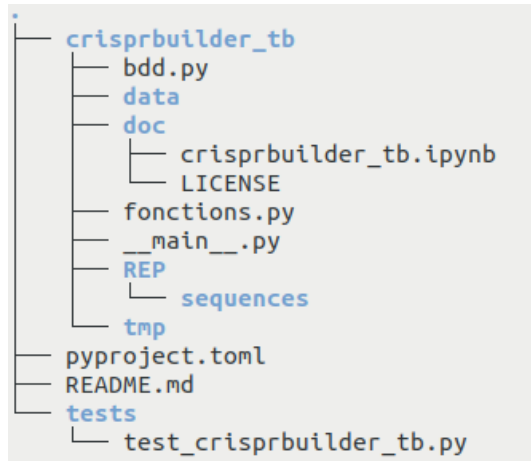 .
crisprbuilder_tb
bdd.py
data
doc
crisprbuilder_tb.ipynb
LICENSE
fonctions.py
__main__.py
REP
sequences
tmp
pyproject.toml
README.md
tests
test_crisprbuilder_tb.py